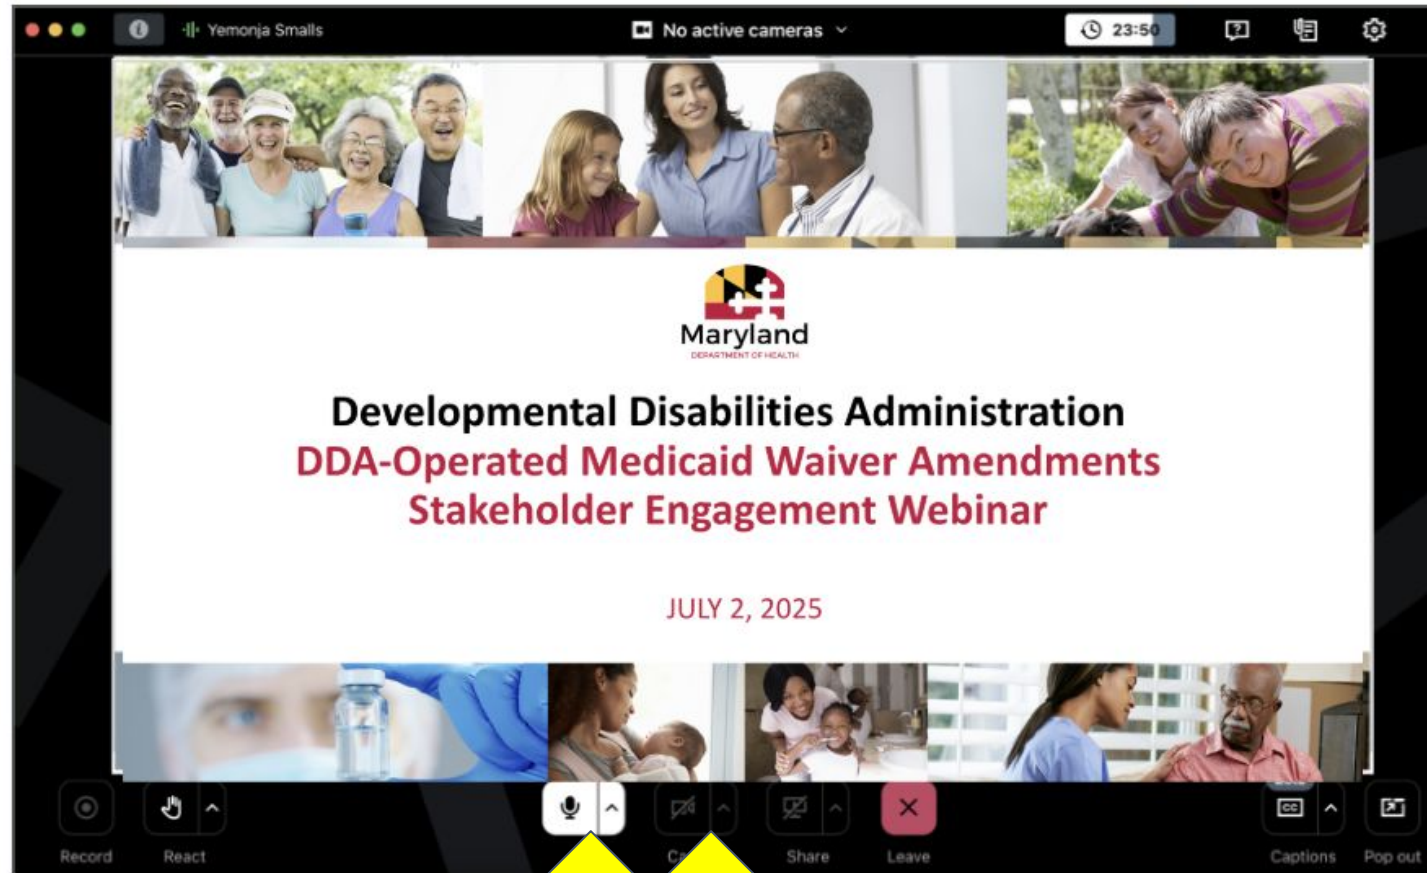 Yemonja Smalls
No active cameras
23:50
Maryland
DEPARTMENT OF HEALTH
Developmental Disabilities Administration
DDA-Operated Medicaid Waiver Amendments
Stakeholder Engagement Webinar
JULY 2, 2025
CC
Record
React
Share
Leave
Captions
Pop out